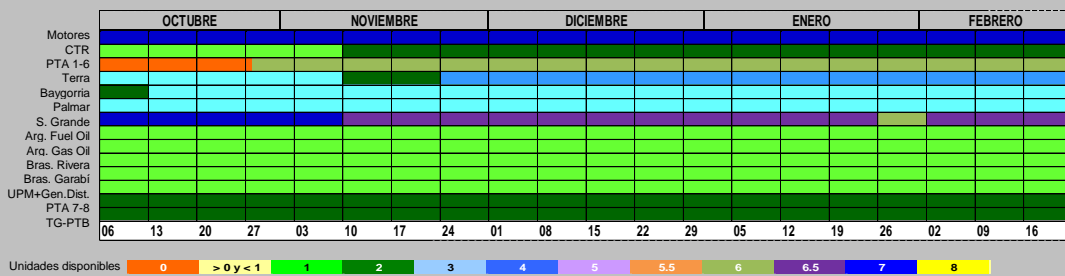 OCTUBRE NOVIEMBRE DICIEMBRE ENERO FEBRERO
Motores
CTR
PTA 1-6
Terra
Baygorria
Palmar
S. Grande
Arg. Fuel Oil
Arg. Gas Oil
Bras. Rivera
Bras. Garabí
UPM+Gen.Dist.
PTA 7-8
TG-PTB
06 13 20 27 03 10 17 24 01 08 15 22 29 05 12 19 26 02 09 16
Unidades disponibles 0 > 0 y < 1 1 2 3 4 5 5.5 6 6.5 7 8